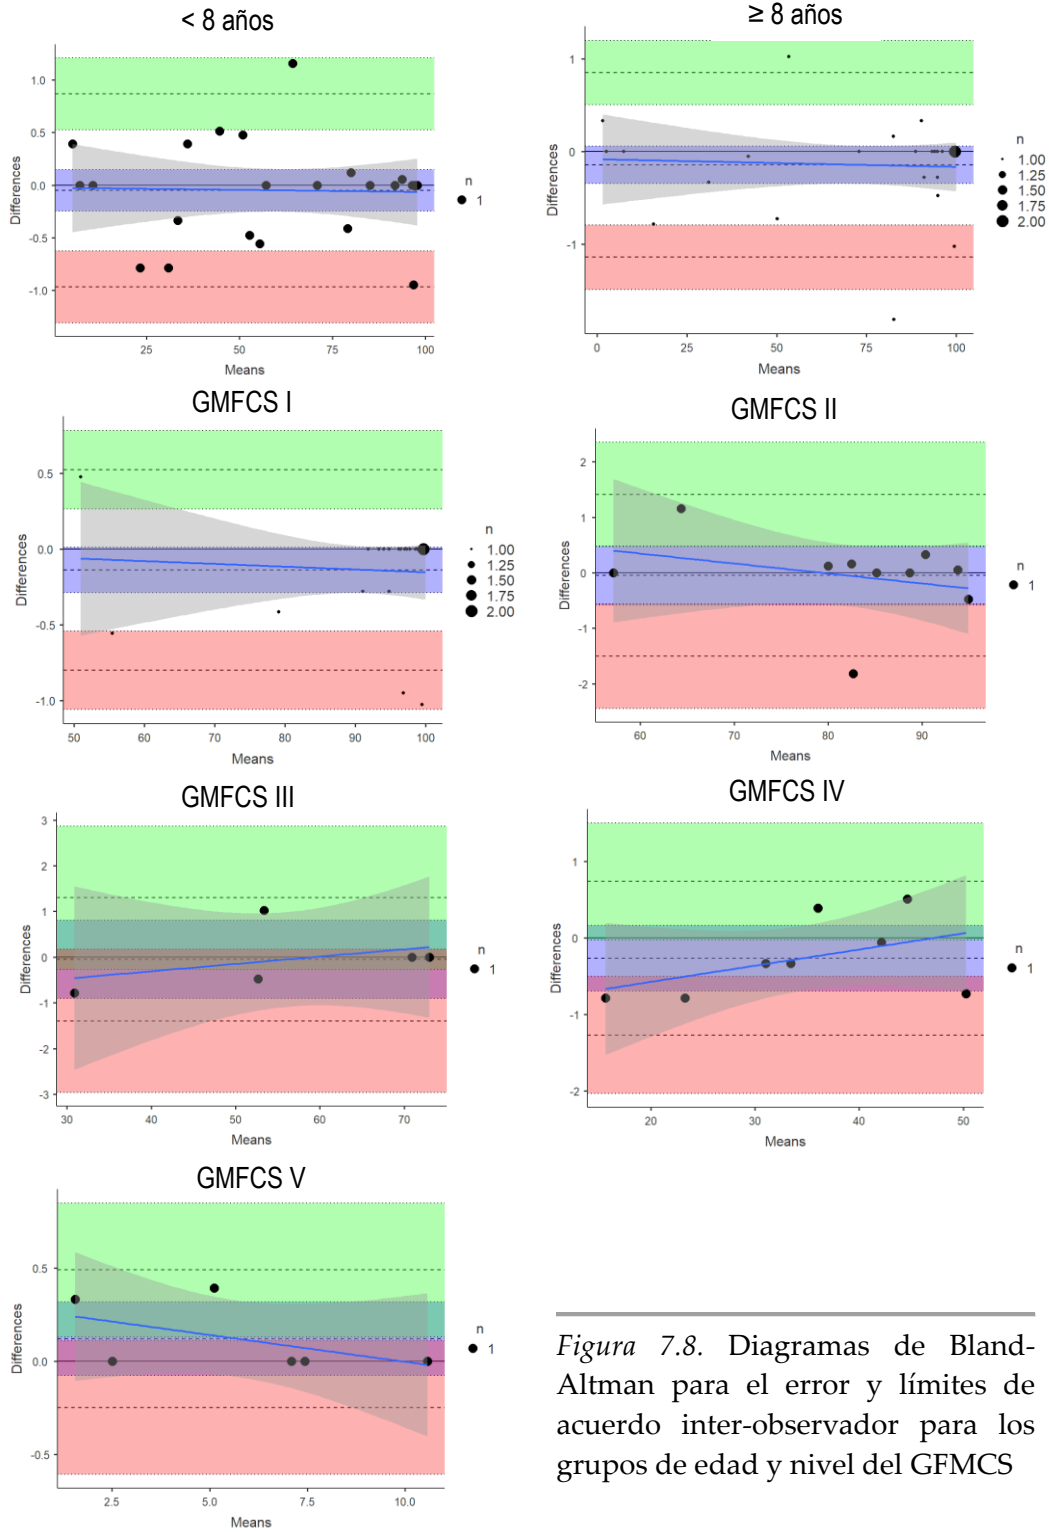 < 8 años
1.0
0.5
0.0
-0.5
-1.0
Differences
25
50
75
100
Means
n
1
≥ 8 años
1
0
-1
Differences
0
25
50
75
100
Means
n
1.00
1.25
1.50
1.75
2.00
GMFCS I
0.5
0.0
-0.5
-1.0
Differences
50
60
70
80
90
100
Means
n
1.00
1.25
1.50
1.75
2.00
GMFCS II
2
1
0
-1
-2
Differences
60
70
80
90
Means
n
1
GMFCS III
3
2
1
0
-1
-2
-3
Differences
30
40
50
60
70
Means
n
1
GMFCS IV
1
0
-1
-2
Differences
20
30
40
50
Means
n
1
GMFCS V
0.5
0.0
-0.5
Differences
2.5
5.0
7.5
10.0
Means
n
1
Figura 7.8. Diagramas de Bland-
Altman para el error y límites de
acuerdo inter-observador para los
grupos de edad y nivel del GFMCS